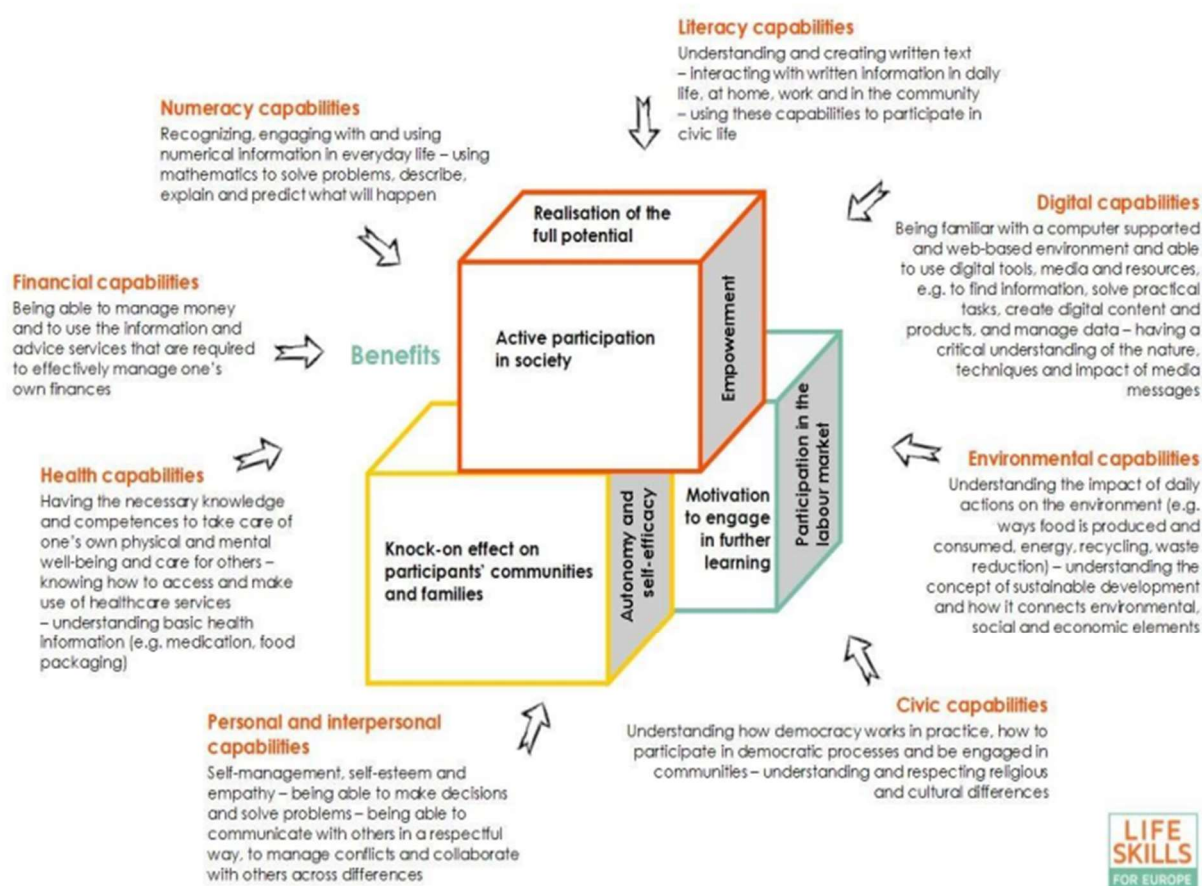 Literacy capabilities
Understanding and creating written text
– interacting with written information in daily
life, at home, work and in the community
– using these capabilities to participate in
civic life
Numeracy capabilities
Recognizing, engaging with and using
numerical information in everyday life – using
mathematics to solve problems, describe,
explain and predict what will happen
Digital capabilities
Being familiar with a computer supported
and web-based environment and able
to use digital tools, media and resources,
e.g. to find information, solve practical
tasks, create digital content and
products, and manage data – having a
critical understanding of the nature,
techniques and impact of media
messages
Financial capabilities
Being able to manage money
and to use the information and
advice services that are required
to effectively manage one's
own finances
Benefits
Realisation of the
full potential
Active participation
in society
Empowerment
Knock-on effect on
participants' communities
and families
Autonomy and
self-efficacy
Motivation
to engage
in further
learning
Participation in the
labour market
Health capabilities
Having the necessary knowledge
and competences to take care of
one's own physical and mental
well-being and care for others –
knowing how to access and make
use of healthcare services
– understanding basic health
information (e.g. medication, food
packaging)
Environmental capabilities
Understanding the impact of daily
actions on the environment (e.g.
ways food is produced and
consumed, energy, recycling, waste
reduction) – understanding the
concept of sustainable development
and how it connects environmental,
social and economic elements
Personal and interpersonal
capabilities
Self-management, self-esteem and
empathy – being able to make decisions
and solve problems – being able to
communicate with others in a respectful
way, to manage conflicts and collaborate
with others across differences
Civic capabilities
Understanding how democracy works in practice, how to
participate in democratic processes and be engaged in
communities – understanding and respecting religious
and cultural differences
LIFE
SKILLS
FOR EUROPE